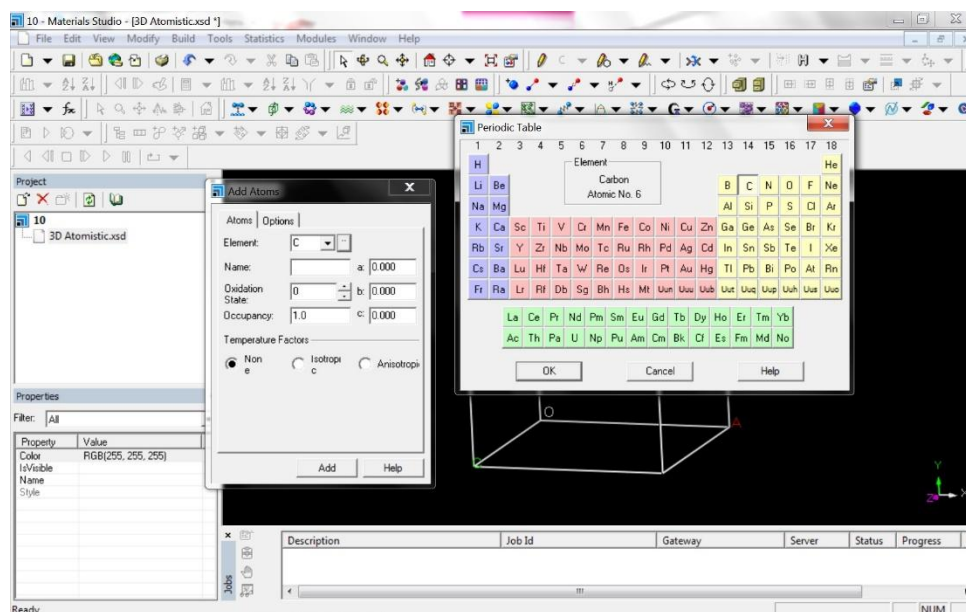 10 - Materials Studio - [3D Atomistic.xsd *]
File Edit View Modify Build Tools Statistics Modules Window Help
Project
10
3D Atomistic.xsd
Add Atoms
Atoms Options
Element: C
Name: a: 0.000
Oxidation State: 0 b: 0.000
Occupancy: 1.0 c: 0.000
Temperature Factors
Non
e
Isotropi
c
Anisotropi
Add Help
Periodic Table
1 2 3 4 5 6 7 8 9 10 11 12 13 14 15 16 17 18
Element
Carbon
Atomic No. 6
H He
Li Be B C N O F Ne
Na Mg Al Si P S Cl Ar
K Ca Sc Ti V Cr Mn Fe Co Ni Cu Zn Ga Ge As Se Br Kr
Rb Sr Y Zr Nb Mo Tc Ru Rh Pd Ag Cd In Sn Sb Te I Xe
Cs Ba Lu Hf Ta W Re Os Ir Pt Au Hg Tl Pb Bi Po At Rn
Fr Ra Lr Rf Db Sg Bh Hs Mt Uun Uuu Uub Uut Uuq Uup Uuh Uus Uuo
La Ce Pr Nd Pm Sm Eu Gd Tb Dy Ho Er Tm Yb
Ac Th Pa U Np Pu Am Cm Bk Cf Es Fm Md No
OK Cancel Help
O
A
Y
Z X
Properties
Filter: All
Property Value
Color RGB(255, 255, 255)
IsVisible
Name
Style
Jobs
Description Job Id Gateway Server Status Progress
Ready
NUM